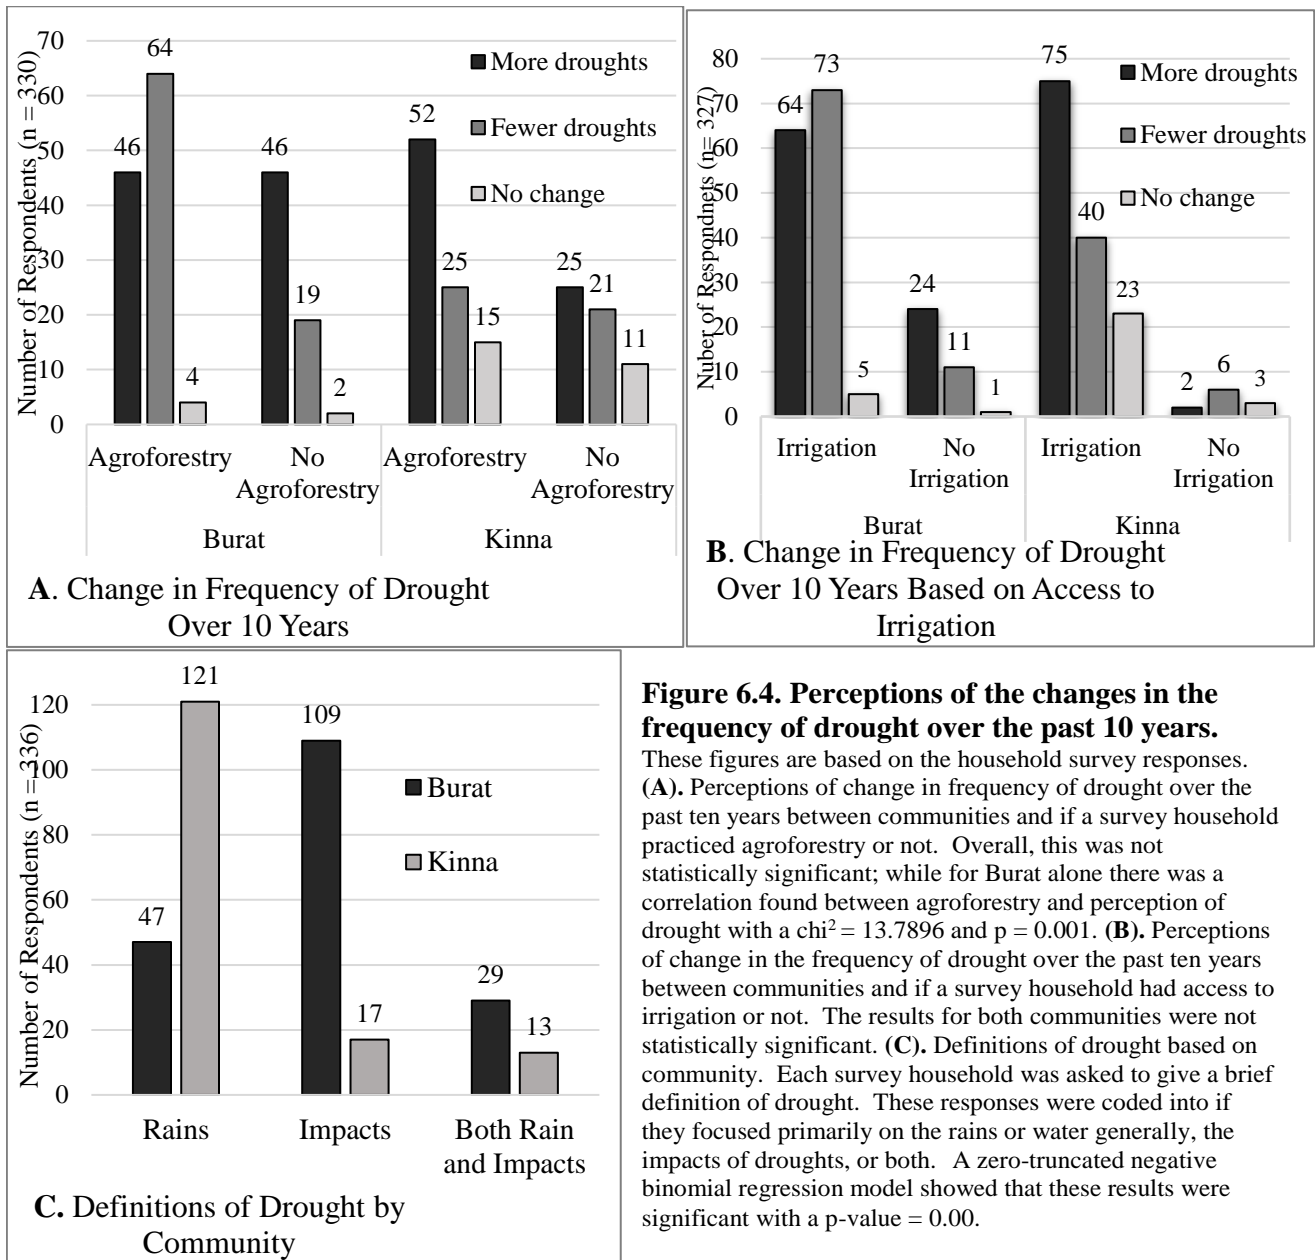 Number of Respondents (n = 330)
70
60
50
40
30
20
10
0
46
64
4
46
19
2
52
25
15
25
21
11
More droughts
Fewer droughts
No change
Agroforestry
No
Agroforestry
Agroforestry
No
Agroforestry
Burat
Kinna
A. Change in Frequency of Drought
Over 10 Years
Nuber of Respondnets (n= 327)
80
70
60
50
40
30
20
10
0
64
73
5
24
11
1
75
40
23
2
6
3
More droughts
Fewer droughts
No change
Irrigation
No
Irrigation
Irrigation
No
Irrigation
Burat
Kinna
B. Change in Frequency of Drought
Over 10 Years Based on Access to
Irrigation
Number of Respondents (n = 336)
120
100
80
60
40
20
0
47
121
109
17
29
13
Burat
Kinna
Rains
Impacts
Both Rain
and Impacts
C. Definitions of Drought by
Community
Figure 6.4. Perceptions of the changes in the
frequency of drought over the past 10 years.
These figures are based on the household survey responses.
(A). Perceptions of change in frequency of drought over the
past ten years between communities and if a survey household
practiced agroforestry or not. Overall, this was not
statistically significant; while for Burat alone there was a
correlation found between agroforestry and perception of
drought with a chi² = 13.7896 and p = 0.001. (B). Perceptions
of change in the frequency of drought over the past ten years
between communities and if a survey household had access to
irrigation or not. The results for both communities were not
statistically significant. (C). Definitions of drought based on
community. Each survey household was asked to give a brief
definition of drought. These responses were coded into if
they focused primarily on the rains or water generally, the
impacts of droughts, or both. A zero-truncated negative
binomial regression model showed that these results were
significant with a p-value = 0.00.